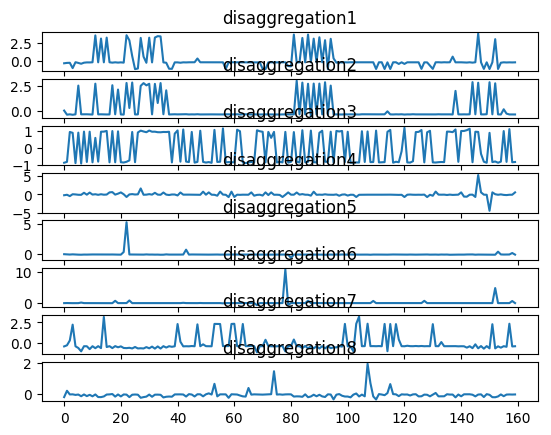 disaggregation1
2.5
0.0
disaggregation2
2.5
0.0
disaggregation3
1
0
−1
disaggregation4
5
0
−5
disaggregation5
5
0
disaggregation6
10
0
disaggregation7
2.5
0.0
disaggregation8
2
0
0 20 40 60 80 100 120 140 160